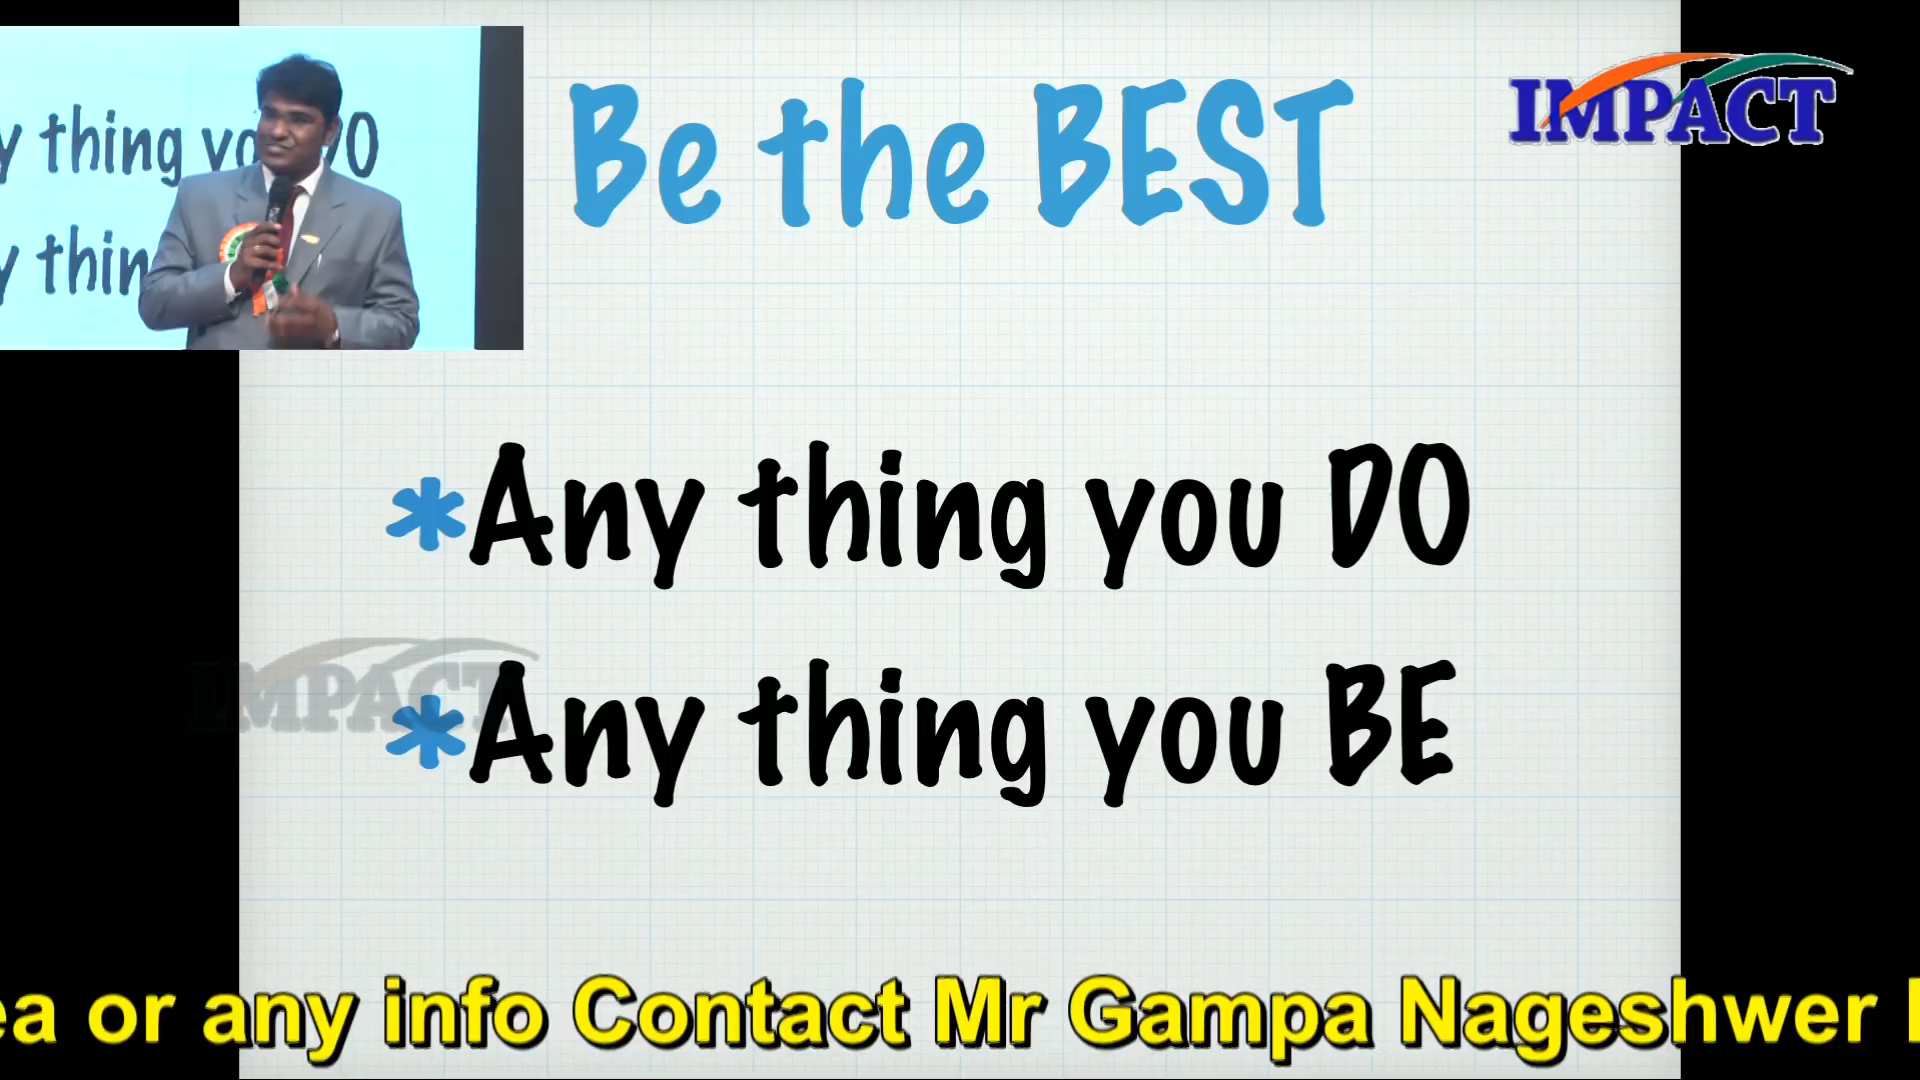 Be the BEST
IMPACT
y thing yo DO
y thin
*Any thing you DO
IMPACT
*Any thing you BE
ea or any info Contact Mr Gampa Nageshwer